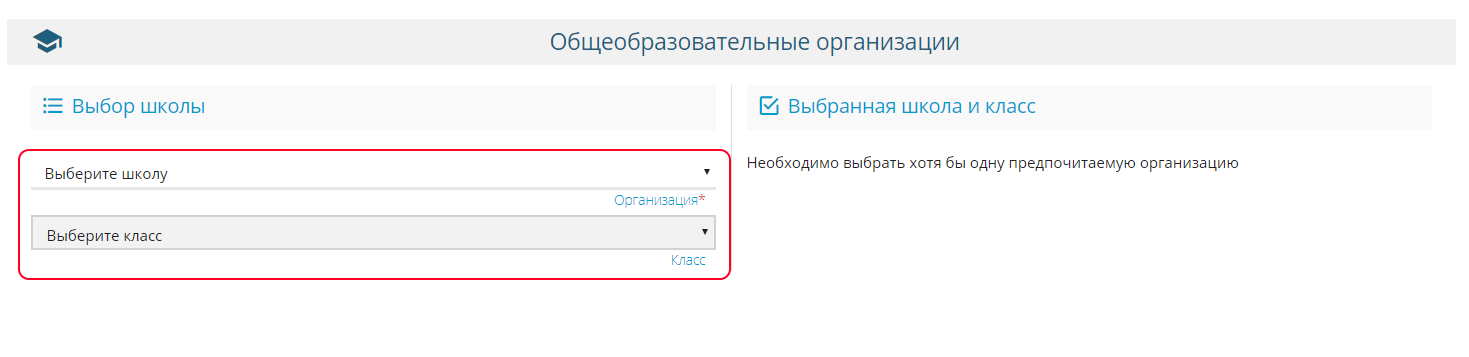 Общеобразовательные организации
Выбор школы
Выберите школу
Организация*
Выберите класс
Класс
Выбранная школа и класс
Необходимо выбрать хотя бы одну предпочитаемую организацию